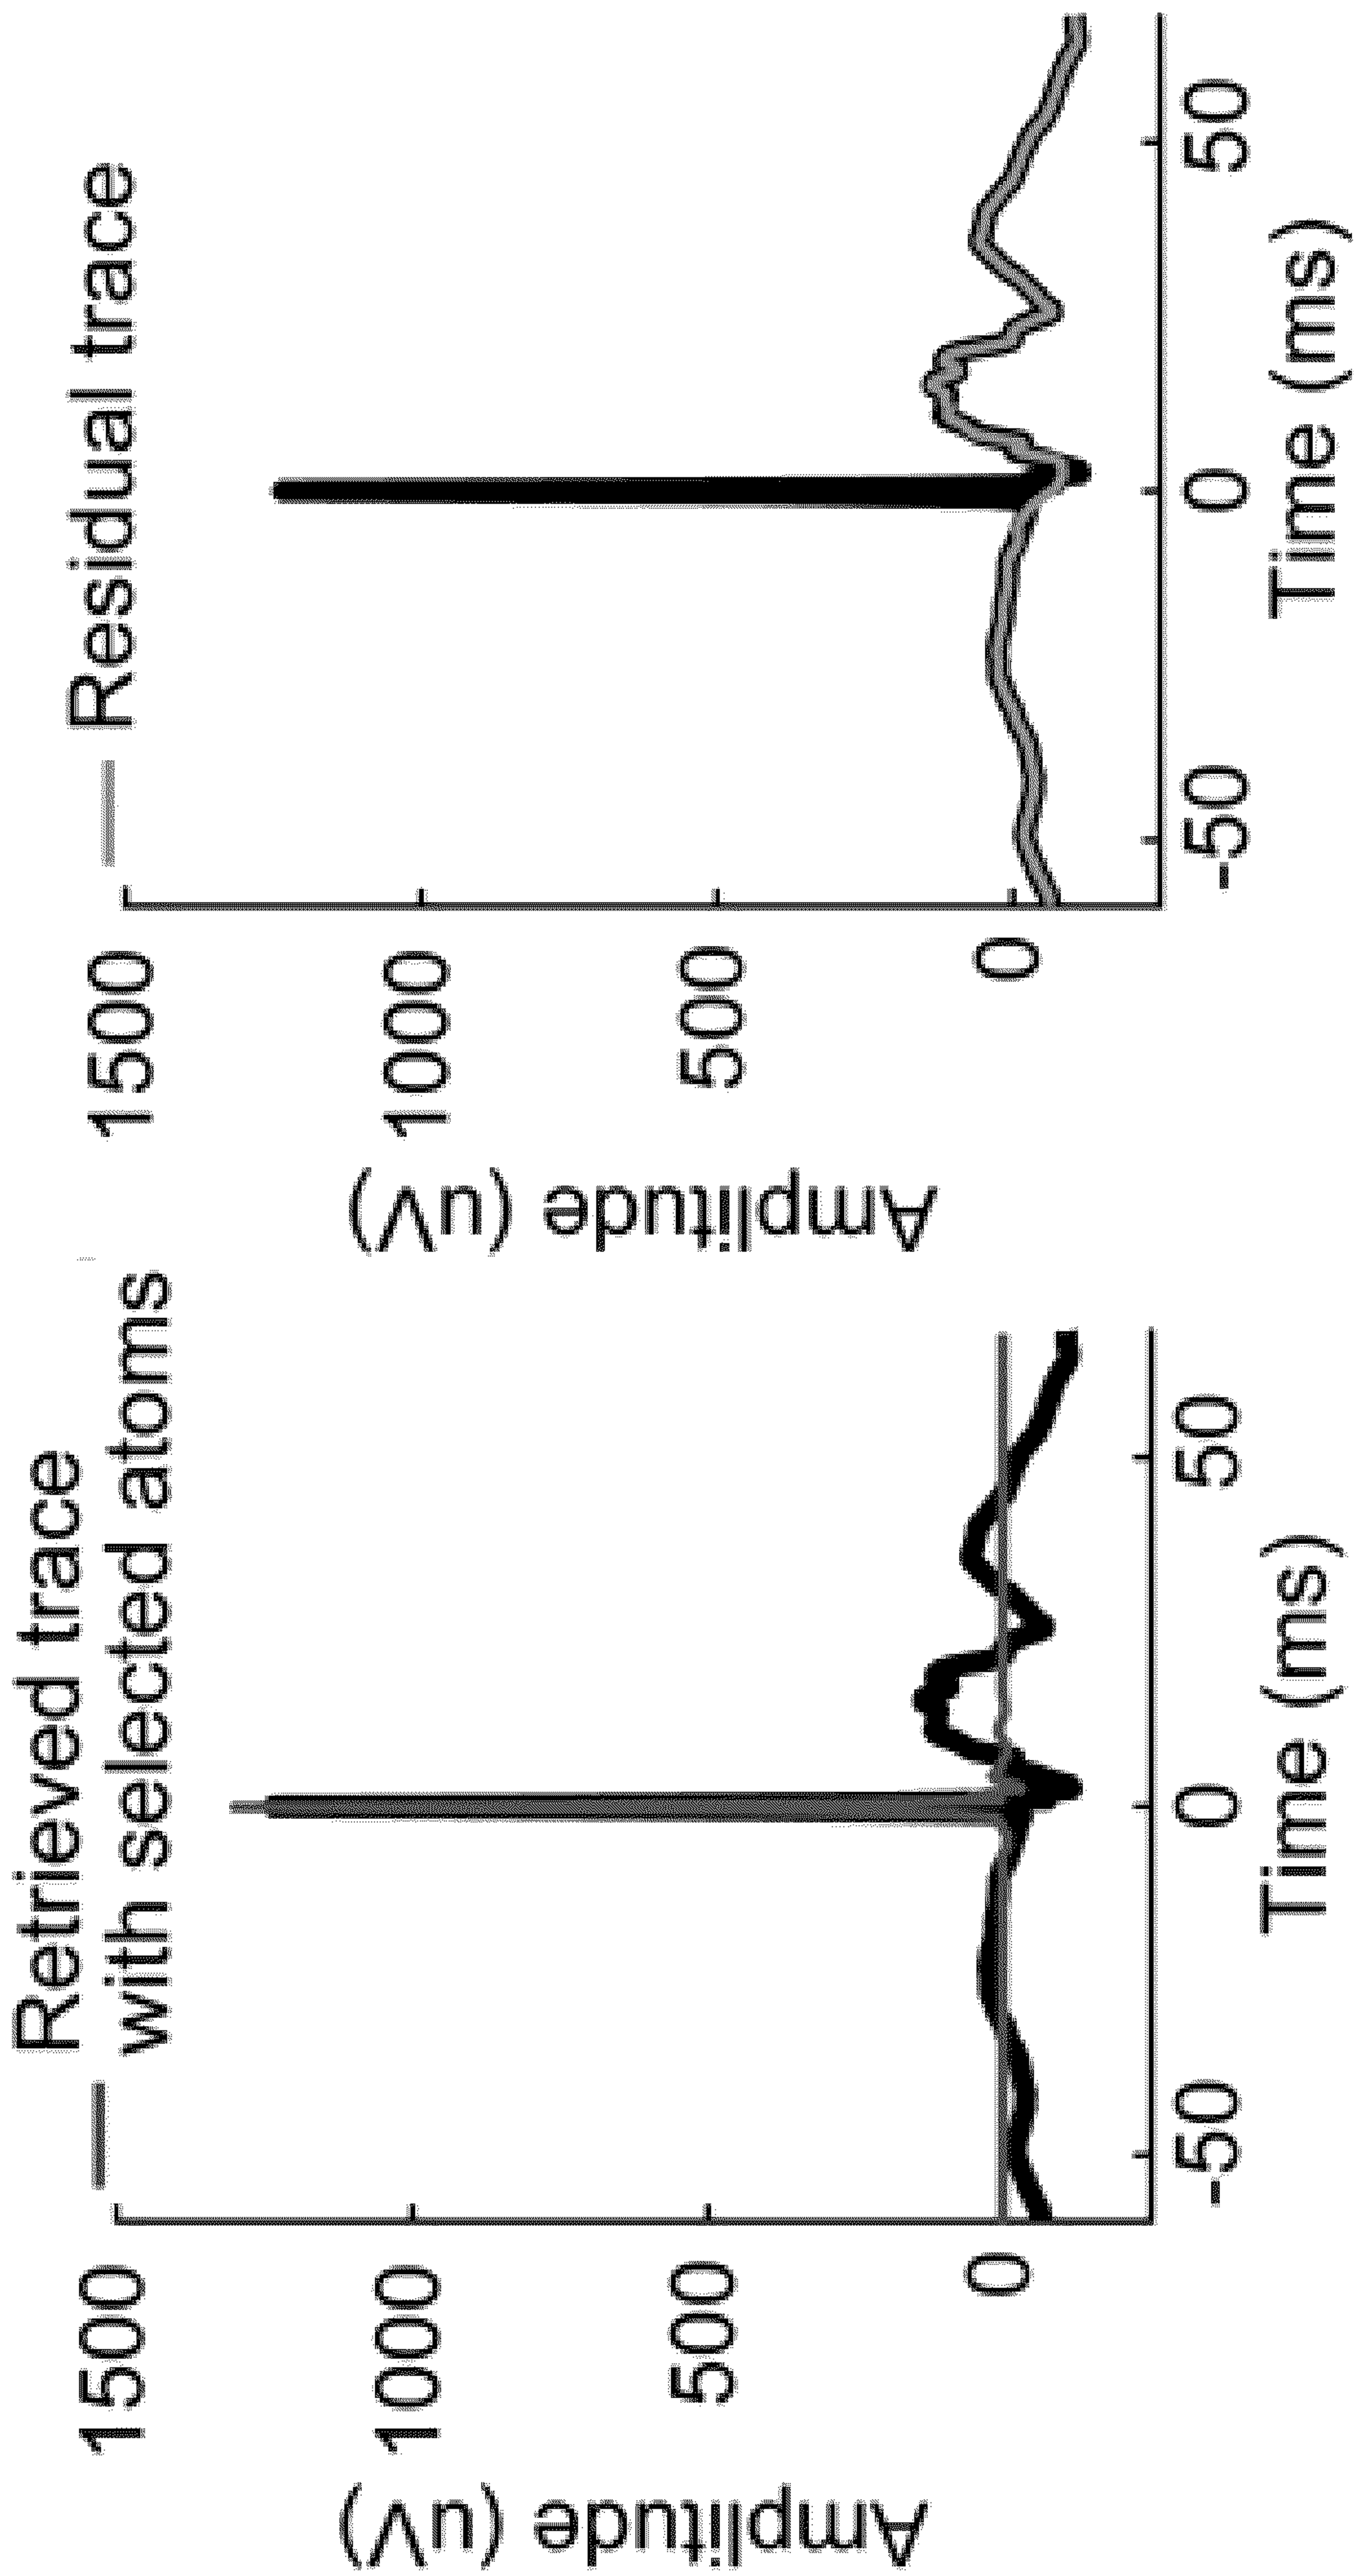 Retrieved trace
with selected atoms
1500
1000
500
0
Amplitude (uV)
-50
0
50
Time (ms)
Residual trace
1500
1000
500
0
Amplitude (uV)
-50
0
50
Time (ms)